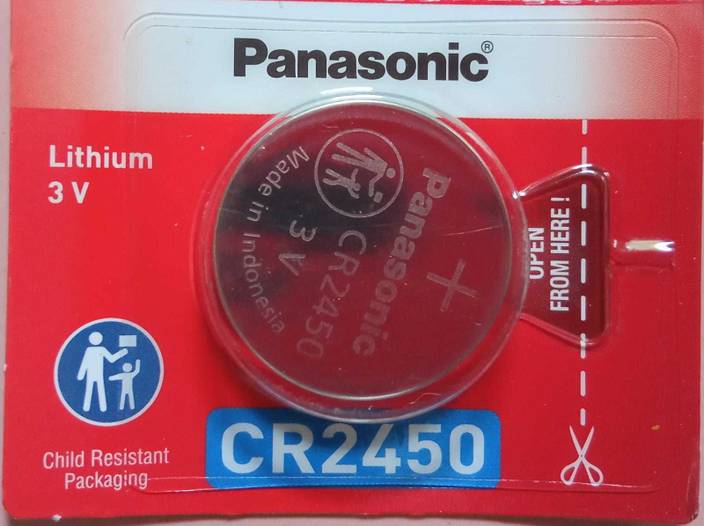 Panasonic®
Lithium
3 V
Made in Indonesia
3 V
CR2450
Panasonic
+
OPEN
FROM HERE !
Child Resistant
Packaging
CR2450